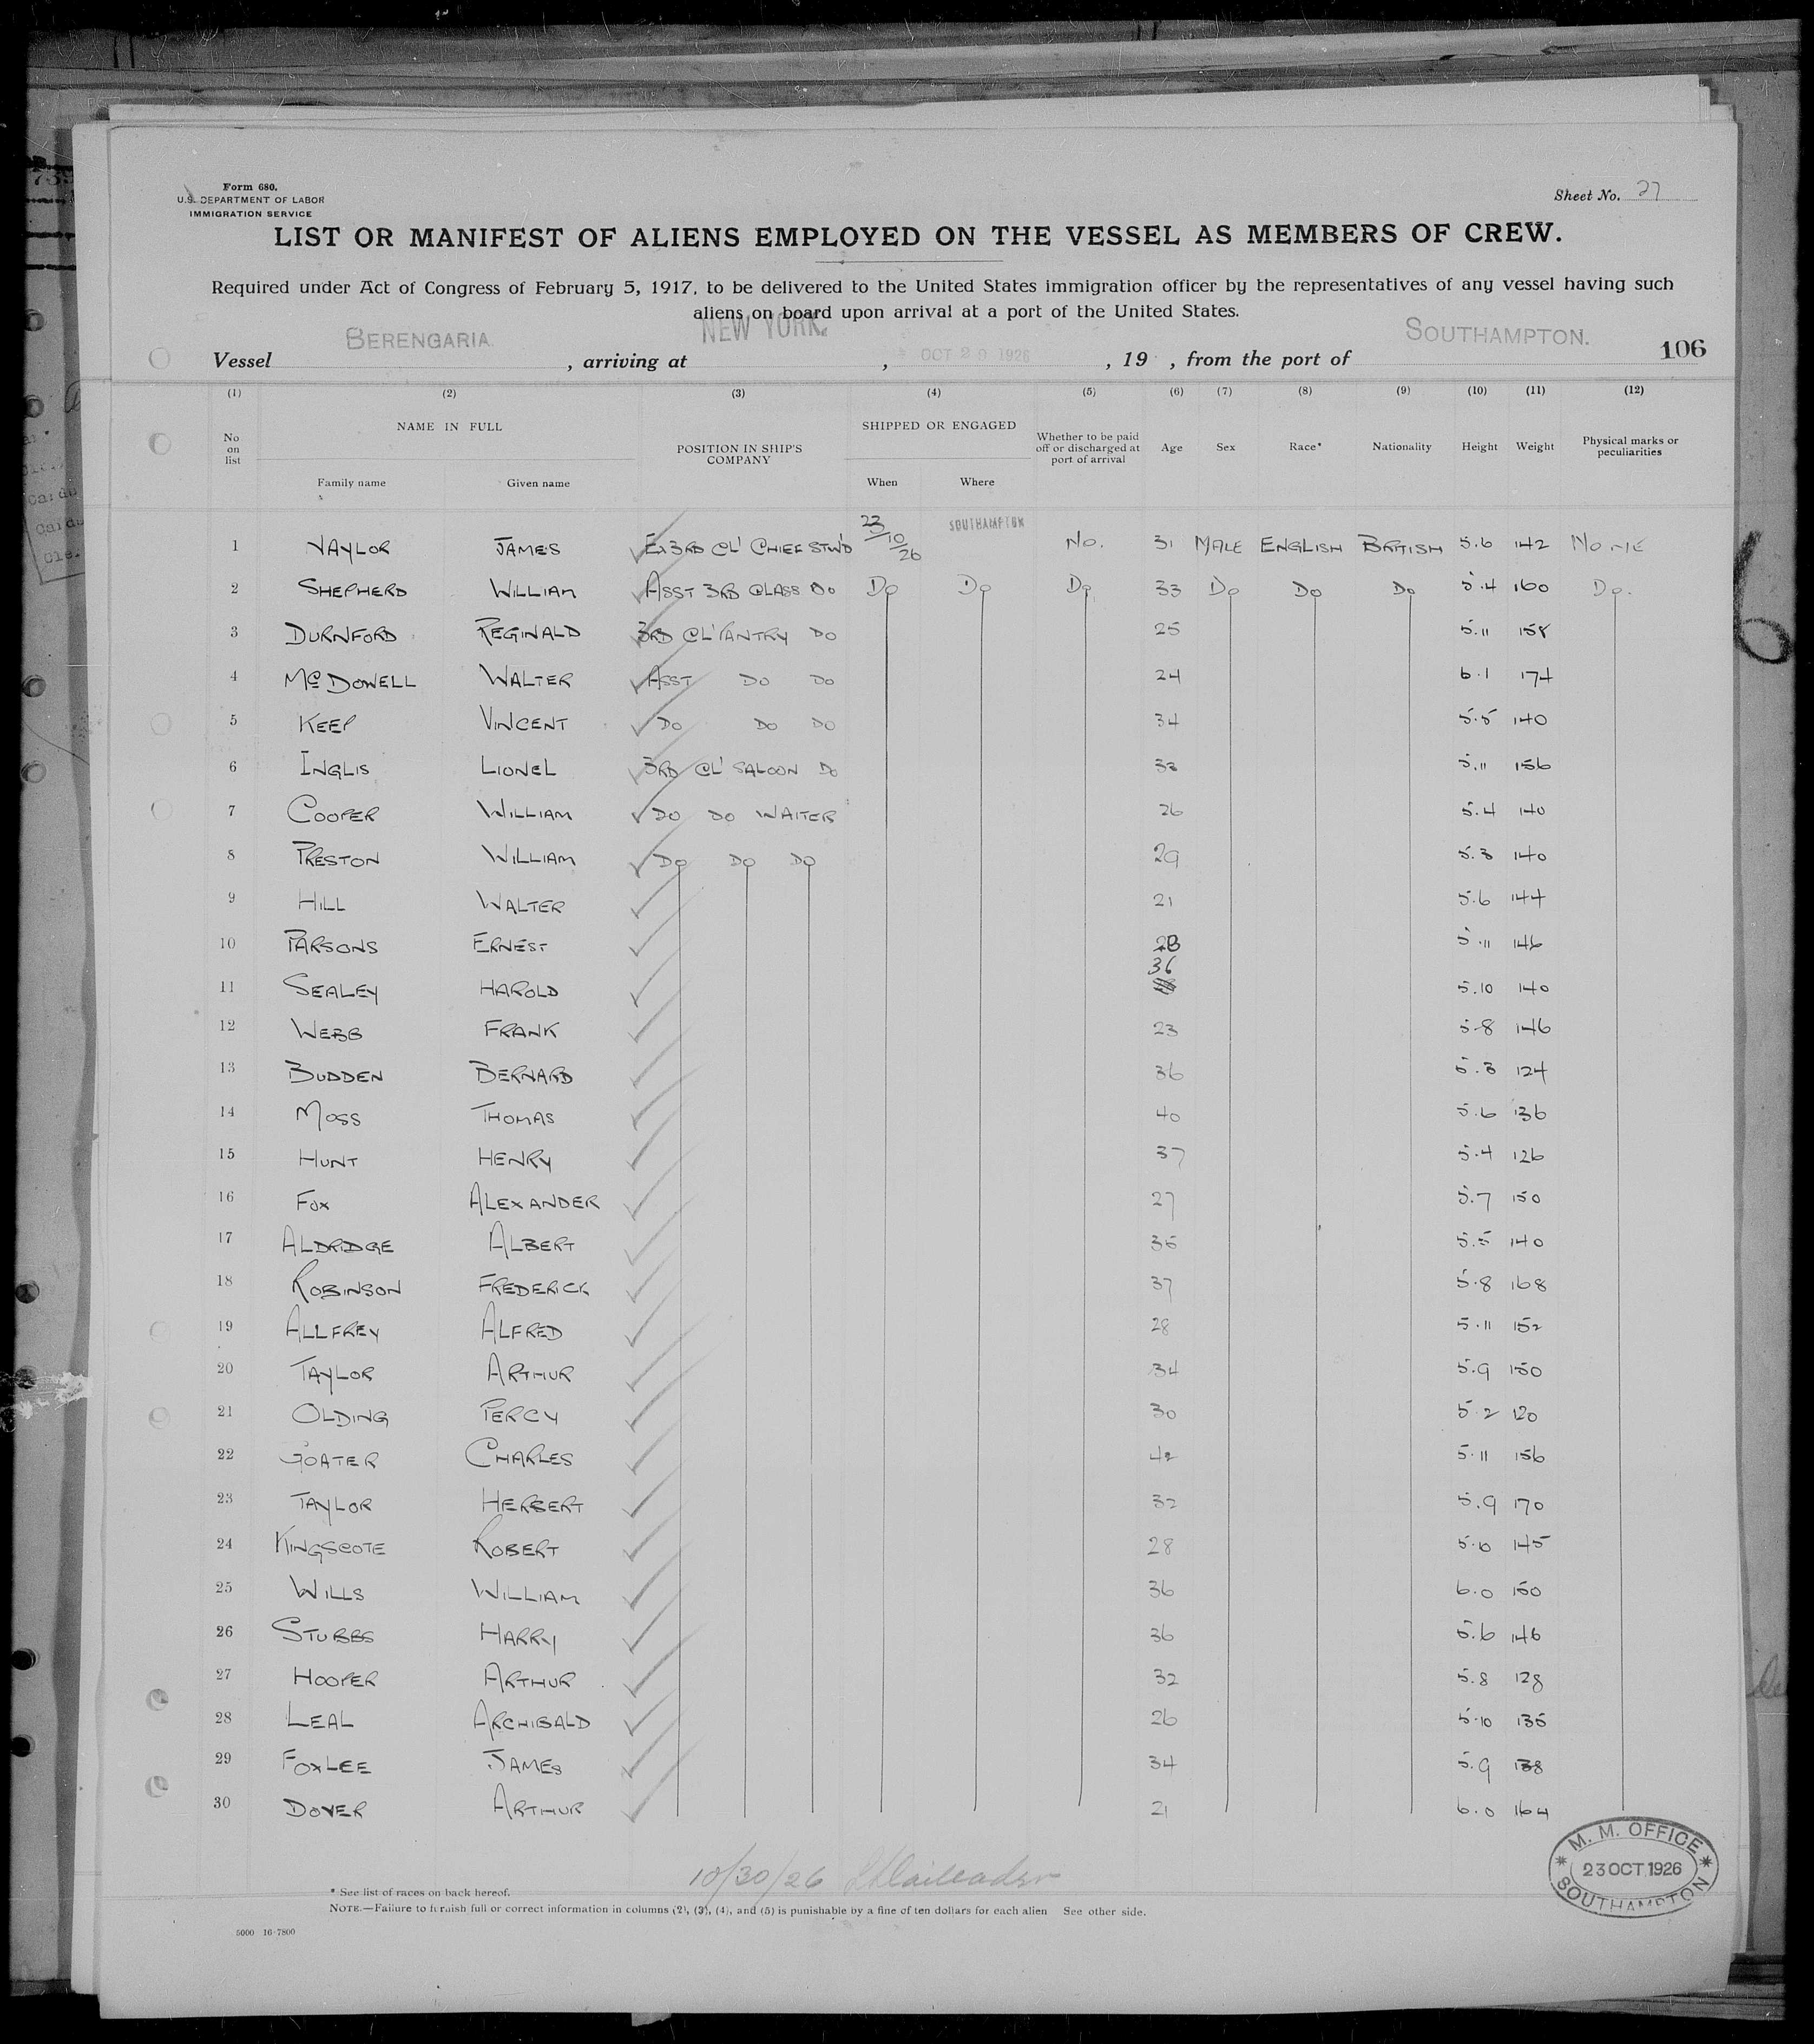 Form 680.
U.S. DEPARTMENT OF LABOR
IMMIGRATION SERVICE
Sheet No. 27
LIST OR MANIFEST OF ALIENS EMPLOYED ON THE VESSEL AS MEMBERS OF CREW.
Required under Act of Congress of February 5, 1917, to be delivered to the United States immigration officer by the representatives of any vessel having such
aliens on board upon arrival at a port of the United States.
Vessel BERENGARIA, arriving at NEW YORK, OCT 2 1926, 19 , from the port of SOUTHAMPTON. 106
(1) (2) (3) (4) (5) (6) (7) (8) (9) (10) (11) (12)
No on list NAME IN FULL POSITION IN SHIP'S COMPANY SHIPPED OR ENGAGED Whether to be paid off or discharged at port of arrival Age Sex Race* Nationality Height Weight Physical marks or peculiarities
Family name Given name When Where
1 NAYLOR JAMES Ex 3RD CL' CHIEF STWD 23/10/26 SOUTHAMPTON No. 31 MALE ENGLISH BRITISH 5.6 142 NONE
2 SHEPHERD WILLIAM ASST 3RD CLASS DO DO DO DO 33 DO DO DO 5.4 160 DO.
3 DURNFORD REGINALD 3RD CL' PANTRY DO 25 5.11 158
4 McDOWELL WALTER ASST DO DO 24 6.1 174
5 KEEP VINCENT DO DO DO 34 5.5 140
6 INGLIS LIONEL 3RD CL' SALOON DO 33 5.11 156
7 COOPER WILLIAM DO DO WAITER 26 5.4 140
8 PRESTON WILLIAM DO DO DO 29 5.3 140
9 HILL WALTER 21 5.6 144
10 PARSONS ERNEST 28 5.11 146
11 SEALEY HAROLD 36 5.10 140
12 WEBB FRANK 23 5.8 146
13 BUDDEN BERNARD 36 5.3 124
14 MOSS THOMAS 40 5.6 136
15 HUNT HENRY 37 5.4 126
16 FOX ALEXANDER 27 5.7 150
17 ALDRIDGE ALBERT 35 5.5 140
18 ROBINSON FREDERICK 37 5.8 168
19 ALLFREY ALFRED 28 5.11 152
20 TAYLOR ARTHUR 34 5.9 150
21 OLDING PERCY 30 5.2 120
22 GOATER CHARLES 42 5.11 156
23 TAYLOR HERBERT 32 5.9 170
24 KINGSCOTE ROBERT 28 5.10 145
25 WILLS WILLIAM 36 6.0 150
26 STUBBS HARRY 36 5.6 146
27 HOOPER ARTHUR 32 5.8 128
28 LEAL ARCHIBALD 26 5.10 135
29 FOXLEE JAMES 34 5.9 138
30 DOVER ARTHUR 21 6.0 164
M. M. OFFICE
23 OCT 1926
SOUTHAMPTON
10/30/26
* See list of races on back hereof.
NOTE.—Failure to furnish full or correct information in columns (2), (3), (4), and (5) is punishable by a fine of ten dollars for each alien See other side.
5000 16-7800